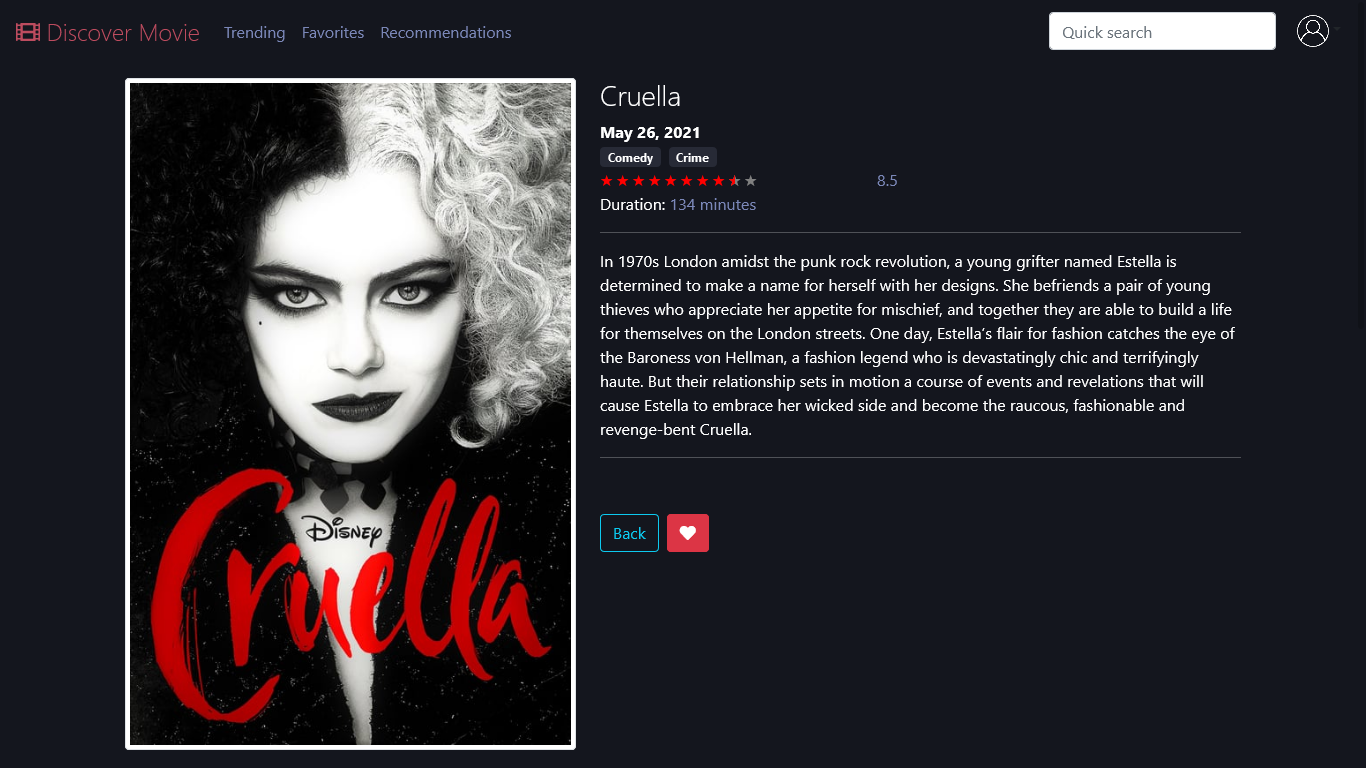 Discover Movie Trending Favorites Recommendations Quick search
Cruella
May 26, 2021
Comedy Crime
8.5
Duration: 134 minutes
In 1970s London amidst the punk rock revolution, a young grifter named Estella is
determined to make a name for herself with her designs. She befriends a pair of young
thieves who appreciate her appetite for mischief, and together they are able to build a life
for themselves on the London streets. One day, Estella’s flair for fashion catches the eye of
the Baroness von Hellman, a fashion legend who is devastatingly chic and terrifyingly
haute. But their relationship sets in motion a course of events and revelations that will
cause Estella to embrace her wicked side and become the raucous, fashionable and
revenge-bent Cruella.
Back
Disney
Cruella